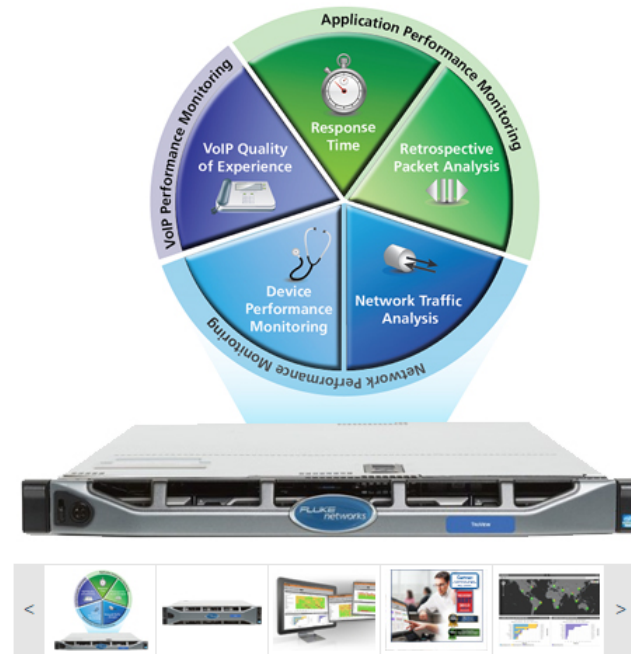 Application Performance Monitoring
VoIP Performance Monitoring
Response
Time
VoIP Quality
of Experience
Retrospective
Packet Analysis
Device
Performance
Monitoring
Network Traffic
Analysis
Network Performance Monitoring
FLUKE
networks
TruView
<
>